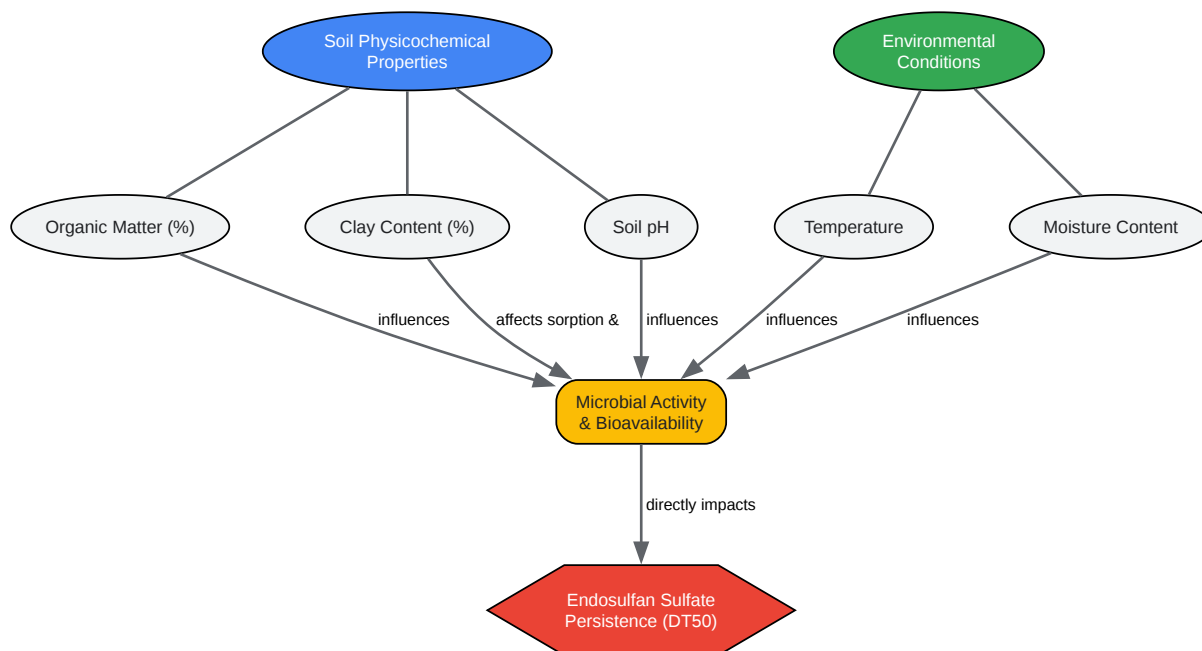 Soil Physicochemical
Properties
Environmental
Conditions
Organic Matter (%)
Clay Content (%)
Soil pH
Temperature
Moisture Content
influences
affects sorption &
influences
influences
influences
Microbial Activity
& Bioavailability
directly impacts
Endosulfan Sulfate
Persistence (DT50)